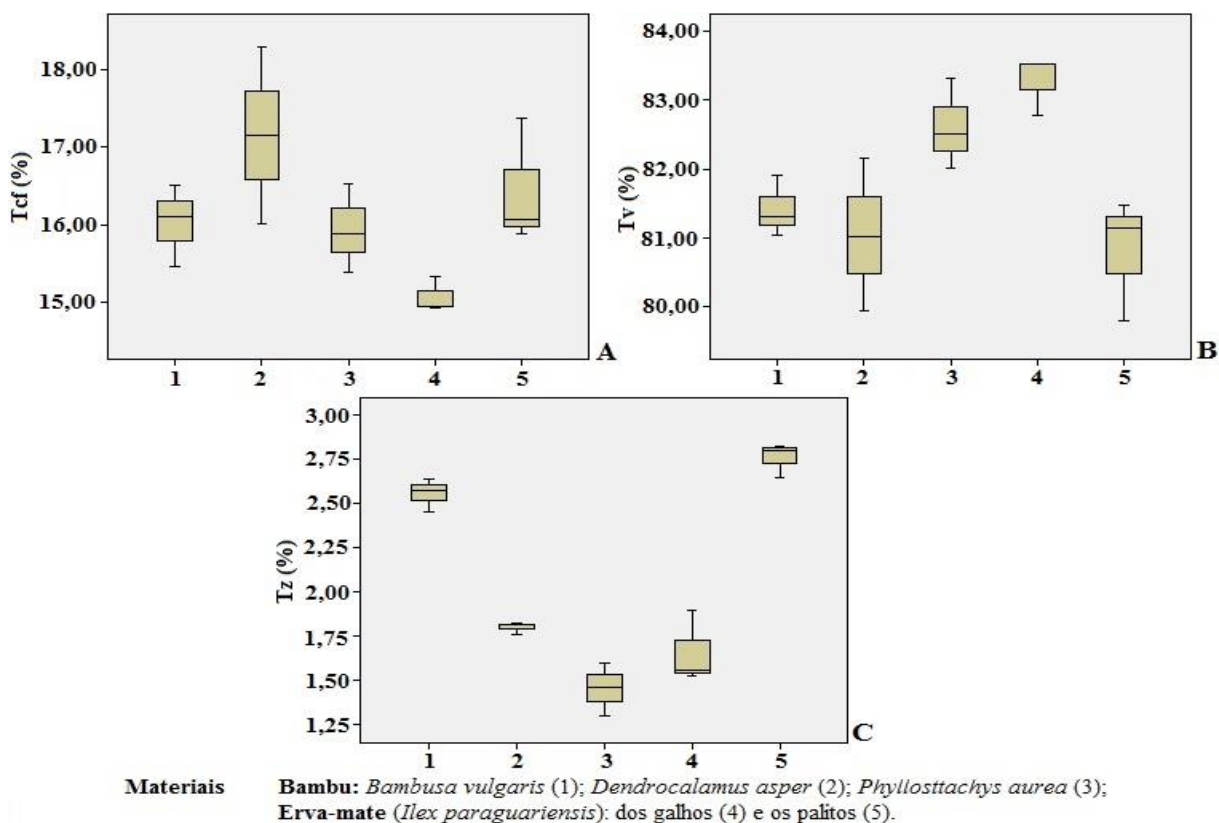 Tcf (%)
18,00
17,00
16,00
15,00
1 2 3 4 5
A
Tv (%)
84,00
83,00
82,00
81,00
80,00
1 2 3 4 5
B
Tz (%)
3,00
2,75
2,50
2,25
2,00
1,75
1,50
1,25
1 2 3 4 5
C
Materiais Bambu: Bambusa vulgaris (1); Dendrocalamus asper (2); Phyllosttachys aurea (3);
Erva-mate (Ilex paraguariensis): dos galhos (4) e os palitos (5).